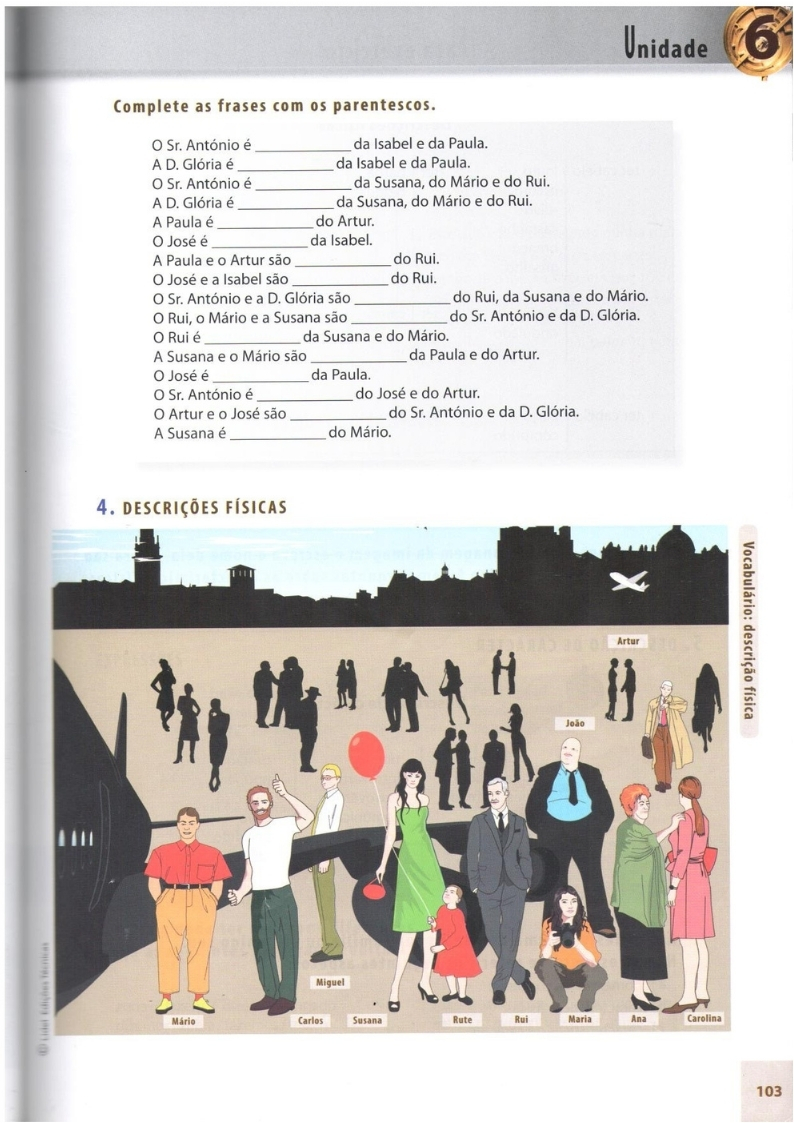 Unidade 6
Complete as frases com os parentescos.
O Sr. António é ____________ da Isabel e da Paula.
A D. Glória é ____________ da Isabel e da Paula.
O Sr. António é ____________ da Susana, do Mário e do Rui.
A D. Glória é ____________ da Susana, do Mário e do Rui.
A Paula é ____________ do Artur.
O José é ____________ da Isabel.
A Paula e o Artur são ____________ do Rui.
O José e a Isabel são ____________ do Rui.
O Sr. António e a D. Glória são ____________ do Rui, da Susana e do Mário.
O Rui, o Mário e a Susana são ____________ do Sr. António e da D. Glória.
O Rui é ____________ da Susana e do Mário.
A Susana e o Mário são ____________ da Paula e do Artur.
O José é ____________ da Paula.
O Sr. António é ____________ do José e do Artur.
O Artur e o José são ____________ do Sr. António e da D. Glória.
A Susana é ____________ do Mário.
4. DESCRIÇÕES FÍSICAS
Artur
João
Miguel
Mário
Carlos
Susana
Rute
Rui
Maria
Ana
Carolina
Vocabulário: descrição física
© Lidel Edições Técnicas
103